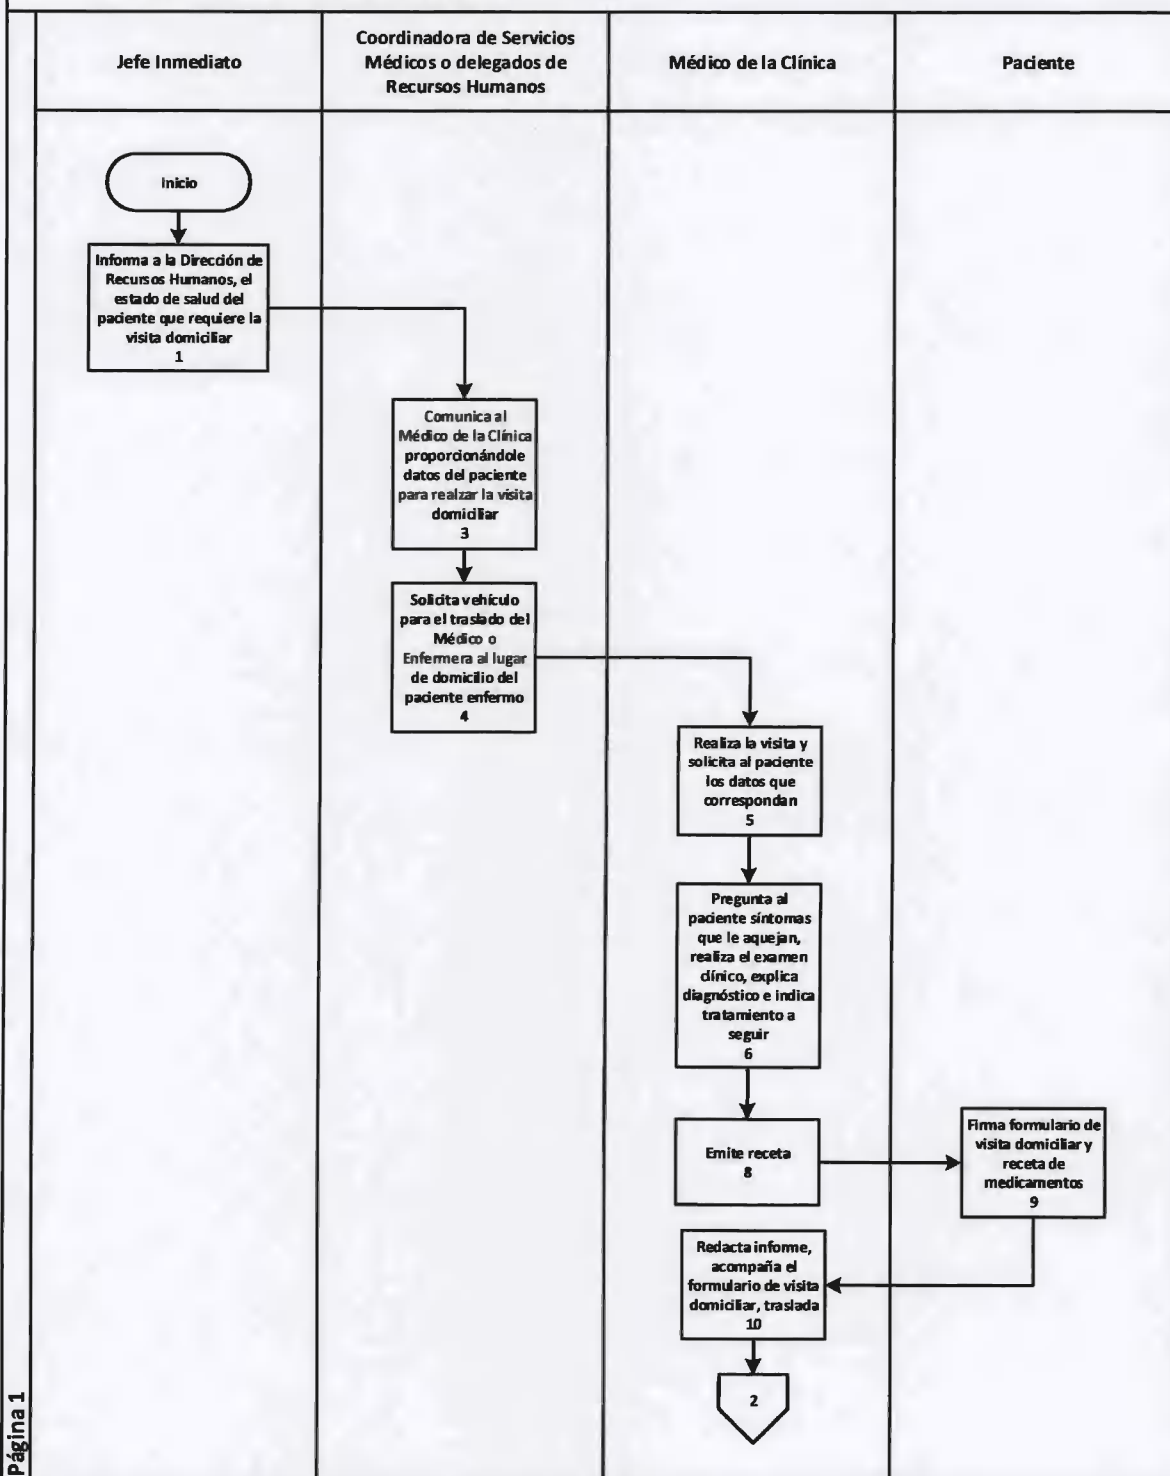 Jefe Inmediato
Coordinadora de Servicios
Médicos o delegados de
Recursos Humanos
Médico de la Clínica
Paciente
Inicio
Informa a la Dirección de
Recursos Humanos, el
estado de salud del
paciente que requiere la
visita domiciliar
1
Comunica al
Médico de la Clínica
proporcionándole
datos del paciente
para realzar la visita
domiciliar
3
Solicita vehículo
para el traslado del
Médico o
Enfermera al lugar
de domicilio del
paciente enfermo
4
Realiza la visita y
solicita al paciente
los datos que
correspondan
5
Pregunta al
paciente síntomas
que le aquejan,
realiza el examen
clínico, explica
diagnóstico e indica
tratamiento a
seguir
6
Emite receta
8
Firma formulario de
visita domiciliar y
receta de
medicamentos
9
Redacta informe,
acompaña el
formulario de visita
domiciliar, traslada
10
2
Página 1